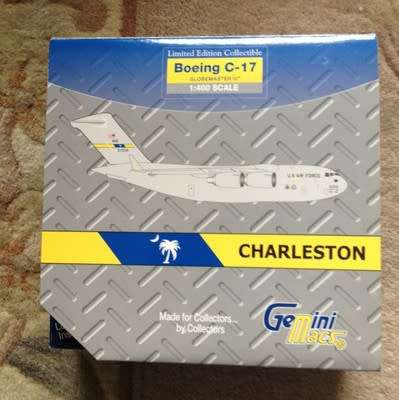 Limited Edition Collectible
Boeing C-17
GLOBEMASTER III
1:400 SCALE
U.S. AIR FORCE
CHARLESTON
Made for Collectors...
by Collectors
Gemini
Macs